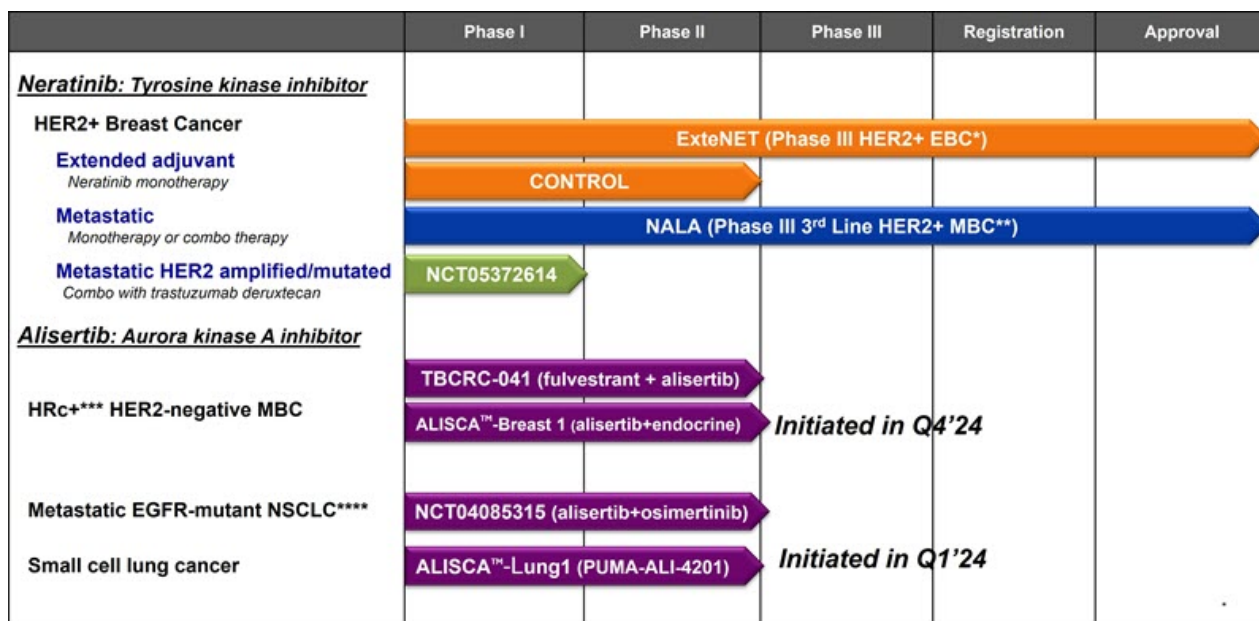 Phase I Phase II Phase III Registration Approval
Neratinib: Tyrosine kinase inhibitor
HER2+ Breast Cancer
ExteNET (Phase III HER2+ EBC*)
Extended adjuvant
Neratinib monotherapy
CONTROL
Metastatic
Monotherapy or combo therapy
NALA (Phase III 3rd Line HER2+ MBC**)
Metastatic HER2 amplified/mutated
Combo with trastuzumab deruxtecan
NCT05372614
Alisertib: Aurora kinase A inhibitor
TBCRC-041 (fulvestrant + alisertib)
HRc+*** HER2-negative MBC
ALISCA™-Breast 1 (alisertib+endocrine) Initiated in Q4'24
Metastatic EGFR-mutant NSCLC**** NCT04085315 (alisertib+osimertinib)
Small cell lung cancer ALISCA™-Lung1 (PUMA-ALI-4201) Initiated in Q1'24